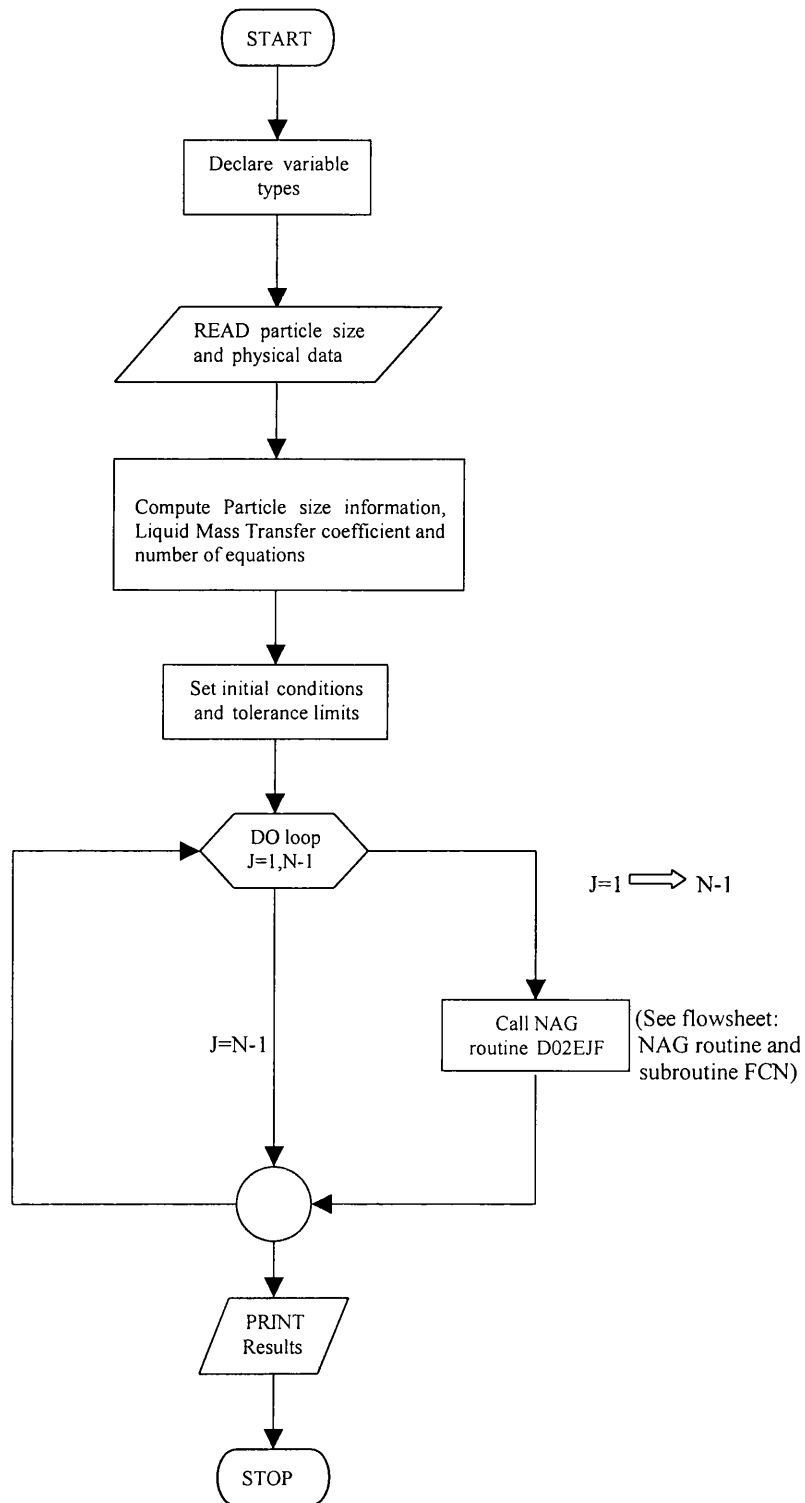 START
Declare variable
types
READ particle size
and physical data
Compute Particle size information,
Liquid Mass Transfer coefficient and
number of equations
Set initial conditions
and tolerance limits
DO loop
J=1,N-1
J=1 ⇒ N-1
J=N-1
Call NAG
routine D02EJF
(See flowsheet:
NAG routine and
subroutine FCN)
PRINT
Results
STOP